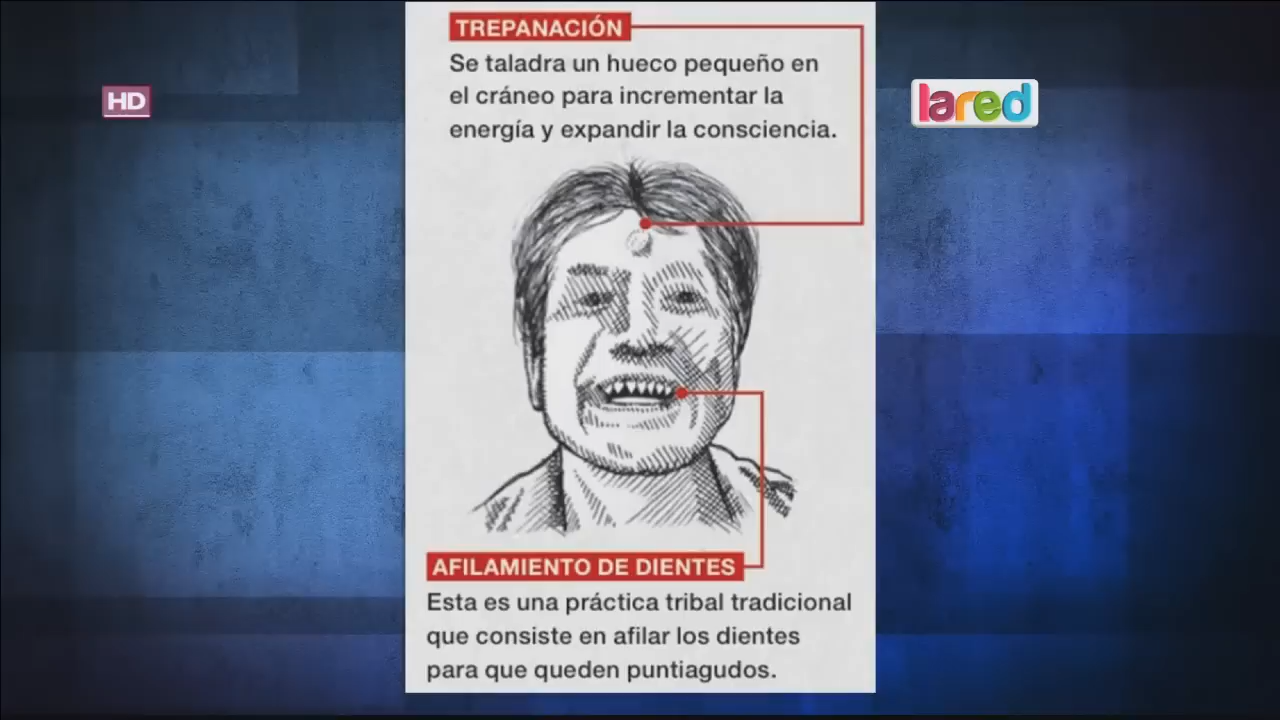 TREPANACIÓN
Se taladra un hueco pequeño en
el cráneo para incrementar la
energía y expandir la consciencia.
HD
lared
AFILAMIENTO DE DIENTES
Esta es una práctica tribal tradicional
que consiste en afilar los dientes
para que queden puntiagudos.